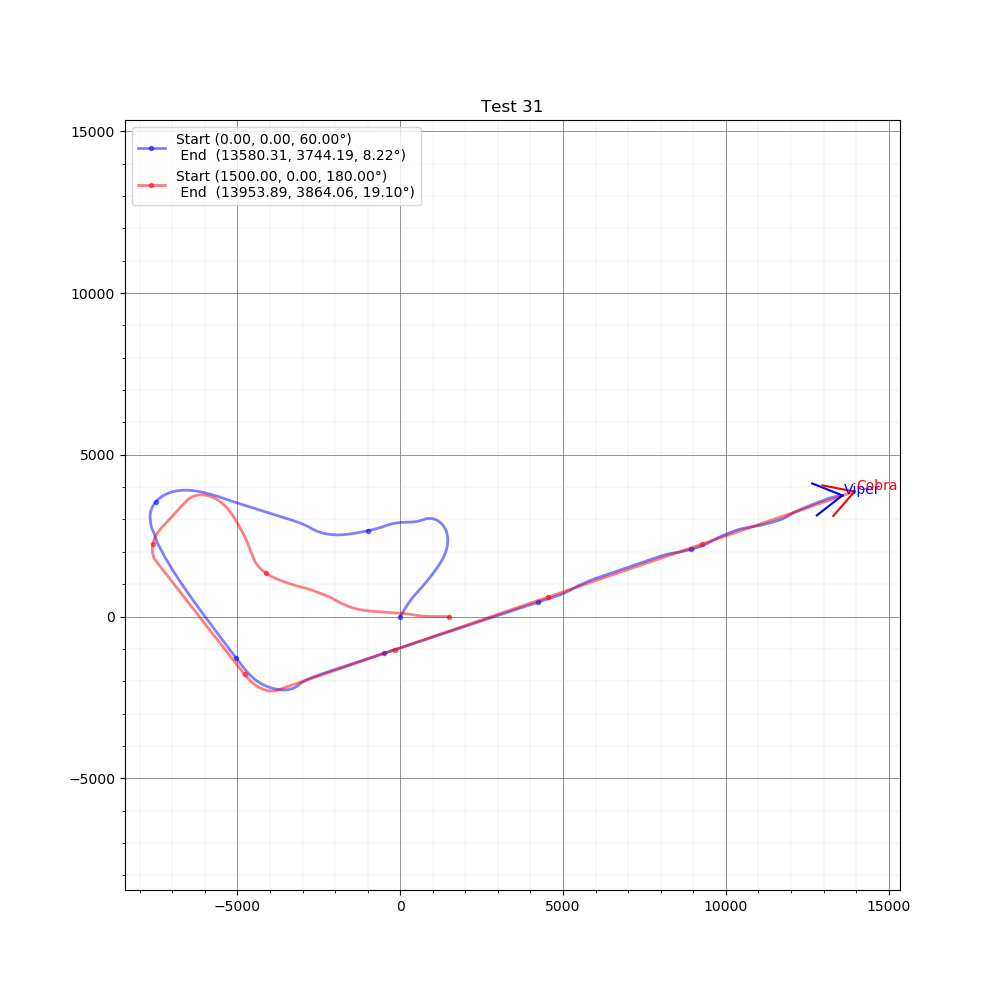 Test 31
Start (0.00, 0.00, 60.00°)
End (13580.31, 3744.19, 8.22°)
Start (1500.00, 0.00, 180.00°)
End (13953.89, 3864.06, 19.10°)
15000
10000
5000
0
−5000
Viper
Cobra
−5000
0
5000
10000
15000